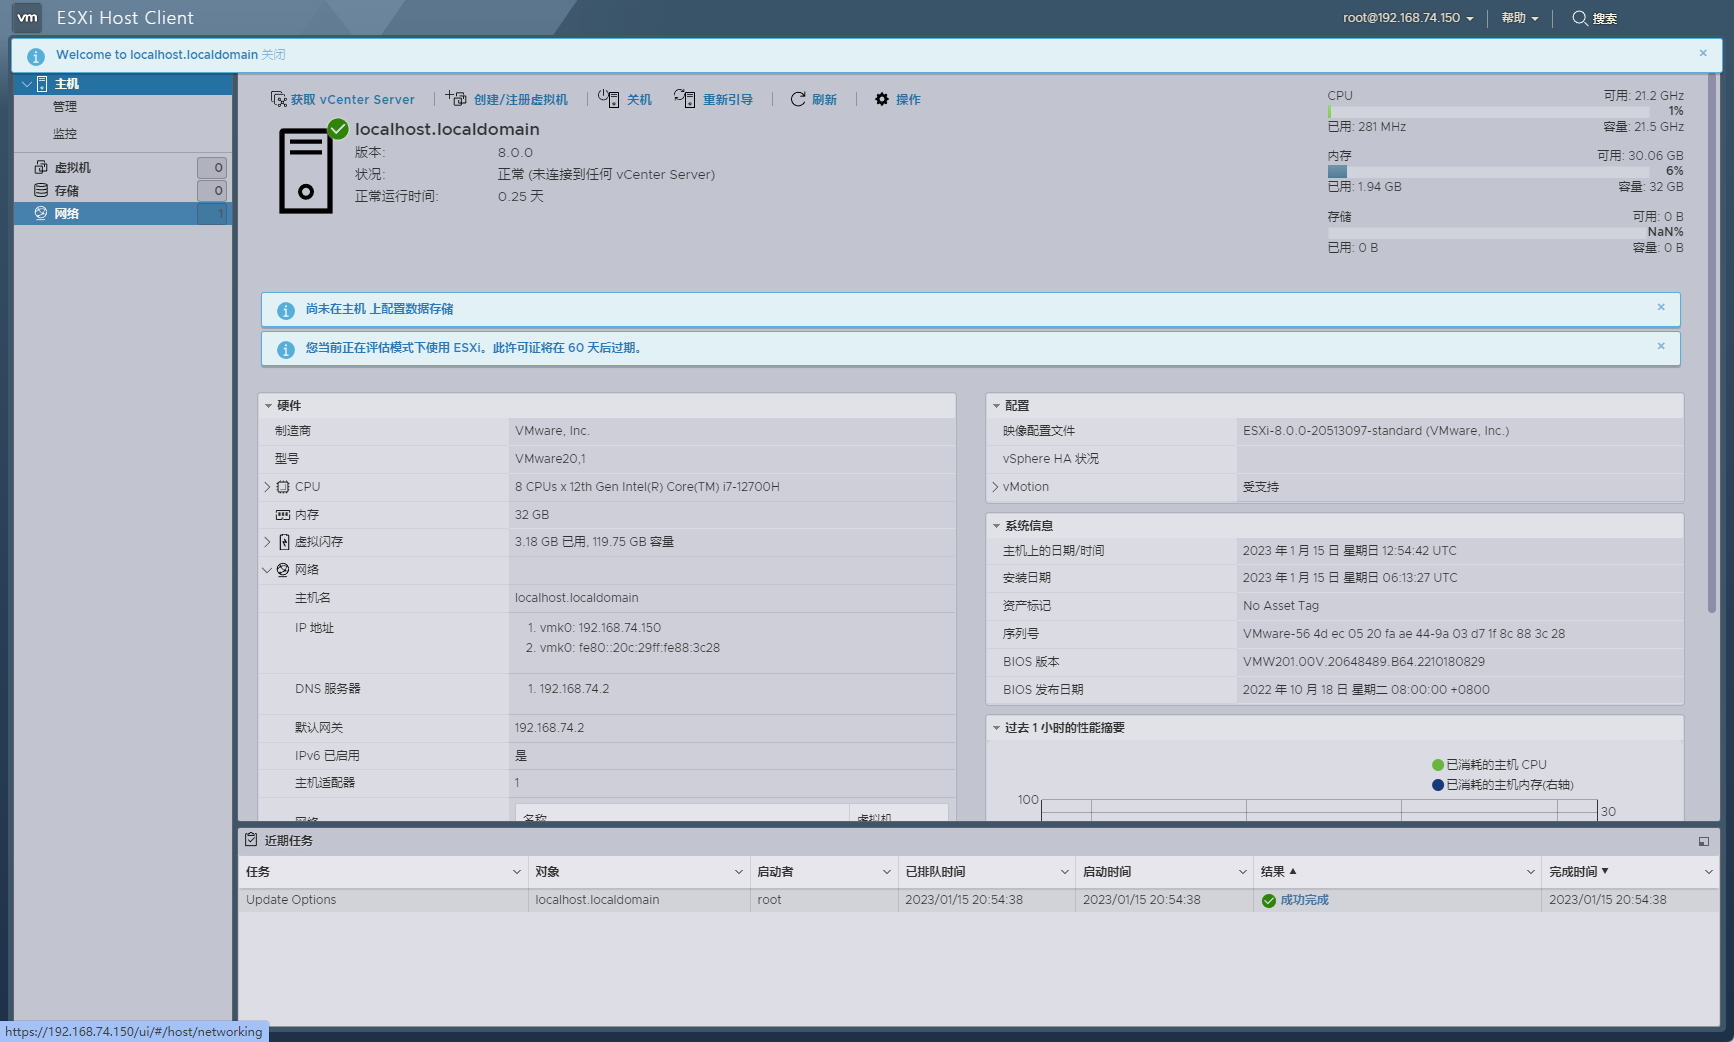 vm ESXi Host Client
root@192.168.74.150 帮助 搜索
Welcome to localhost.localdomain 关闭
主机
管理
监控
虚拟机 0
存储 0
网络 1
获取 vCenter Server 创建/注册虚拟机 关机 重新引导 刷新 操作
localhost.localdomain
版本: 8.0.0
状况: 正常 (未连接到任何 vCenter Server)
正常运行时间: 0.25 天
CPU 可用: 21.2 GHz
1%
已用: 281 MHz 容量: 21.5 GHz
内存 可用: 30.06 GB
6%
已用: 1.94 GB 容量: 32 GB
存储 可用: 0 B
NaN%
已用: 0 B 容量: 0 B
尚未在主机 上配置数据存储
您当前正在评估模式下使用 ESXi。此许可证将在 60 天后过期。
硬件
制造商 VMware, Inc.
型号 VMware20,1
CPU 8 CPUs x 12th Gen Intel(R) Core(TM) i7-12700H
内存 32 GB
虚拟闪存 3.18 GB 已用, 119.75 GB 容量
网络
主机名 localhost.localdomain
IP 地址 1. vmk0: 192.168.74.150
2. vmk0: fe80::20c:29ff:fe88:3c28
DNS 服务器 1. 192.168.74.2
默认网关 192.168.74.2
IPv6 已启用 是
主机适配器 1
网络 名称 虚拟机
配置
映像配置文件 ESXi-8.0.0-20513097-standard (VMware, Inc.)
vSphere HA 状况
vMotion 受支持
系统信息
主机上的日期/时间 2023 年 1 月 15 日 星期日 12:54:42 UTC
安装日期 2023 年 1 月 15 日 星期日 06:13:27 UTC
资产标记 No Asset Tag
序列号 VMware-56 4d ec 05 20 fa ae 44-9a 03 d7 1f 8c 88 3c 28
BIOS 版本 VMW201.00V.20648489.B64.2210180829
BIOS 发布日期 2022 年 10 月 18 日 星期二 08:00:00 +0800
过去 1 小时的性能摘要
已消耗的主机 CPU
已消耗的主机内存(右轴)
100
30
近期任务
任务 对象 启动者 已排队时间 启动时间 结果 完成时间
Update Options localhost.localdomain root 2023/01/15 20:54:38 2023/01/15 20:54:38 成功完成 2023/01/15 20:54:38
https://192.168.74.150/ui/#/host/networking